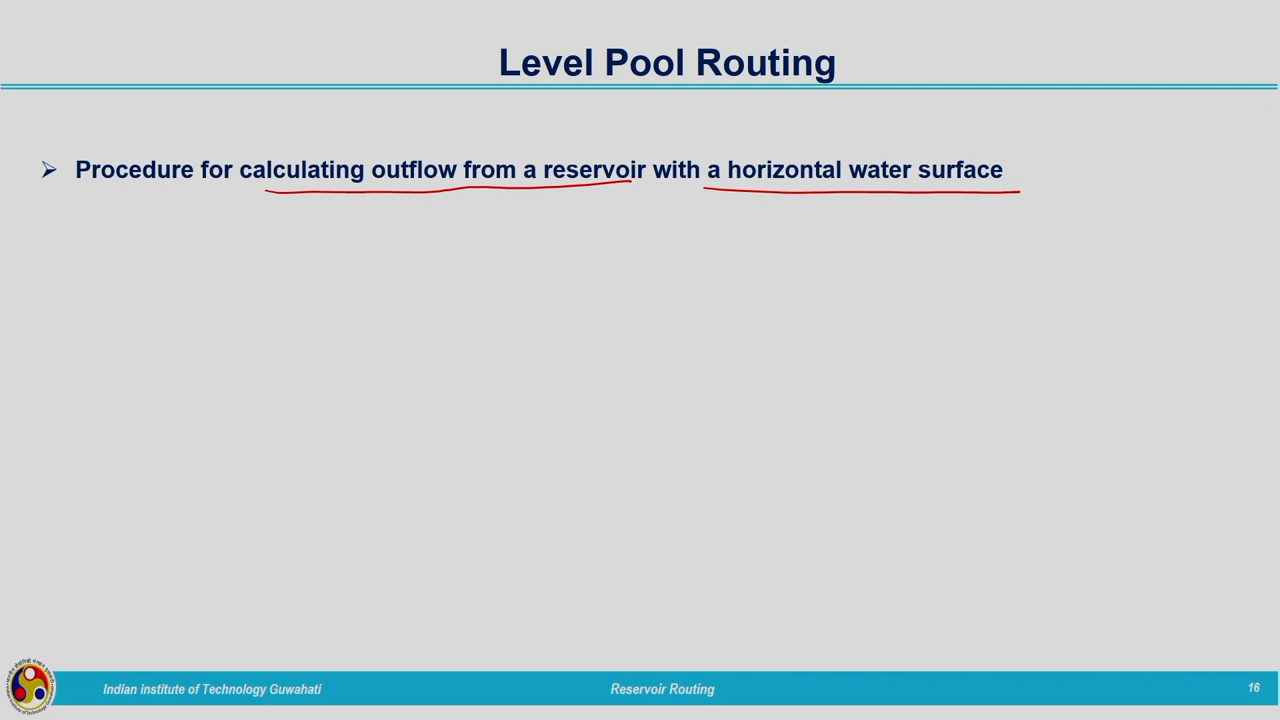 Level Pool Routing
Procedure for calculating outflow from a reservoir with a horizontal water surface
Indian institute of Technology Guwahati
Reservoir Routing
16